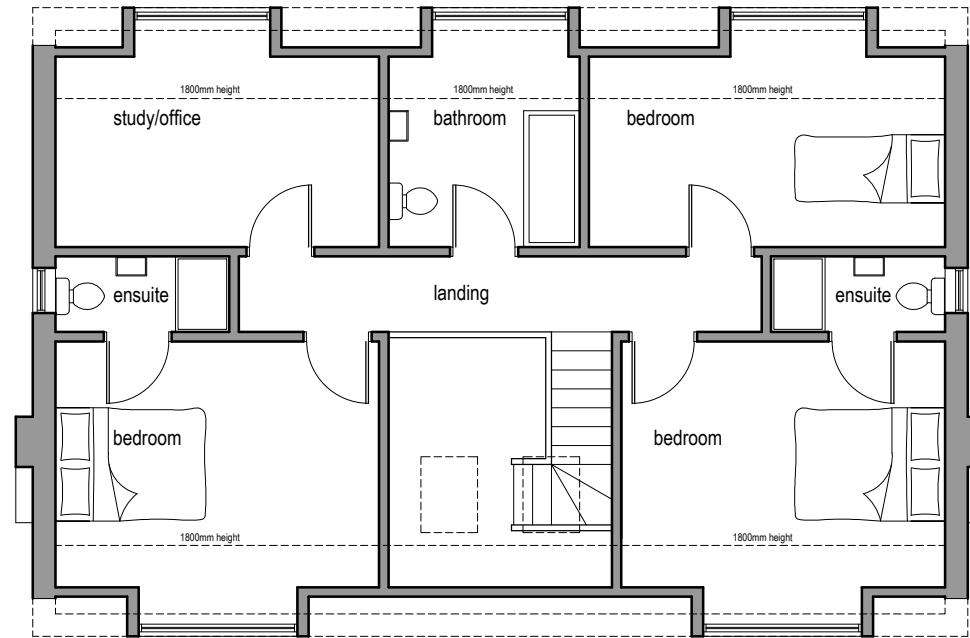 1800mm height
1800mm height
1800mm height
study/office
bathroom
bedroom
ensuite
landing
ensuite
bedroom
bedroom
1800mm height
1800mm height